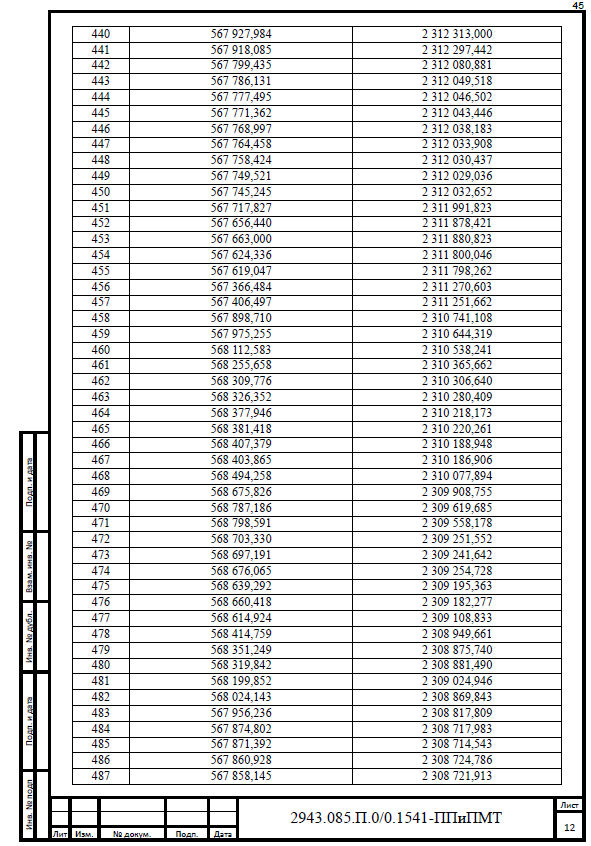 45
440 567 927,984 2 312 313,000
441 567 918,085 2 312 297,442
442 567 799,435 2 312 080,881
443 567 786,131 2 312 049,518
444 567 777,495 2 312 046,502
445 567 771,362 2 312 043,446
446 567 768,997 2 312 038,183
447 567 764,458 2 312 033,908
448 567 758,424 2 312 030,437
449 567 749,521 2 312 029,036
450 567 745,245 2 312 032,652
451 567 717,827 2 311 991,823
452 567 656,440 2 311 878,421
453 567 663,000 2 311 880,823
454 567 624,336 2 311 800,046
455 567 619,047 2 311 798,262
456 567 366,484 2 311 270,603
457 567 406,497 2 311 251,662
458 567 898,710 2 310 741,108
459 567 975,255 2 310 644,319
460 568 112,583 2 310 538,241
461 568 255,658 2 310 365,662
462 568 309,776 2 310 306,640
463 568 326,352 2 310 280,409
464 568 377,946 2 310 218,173
465 568 381,418 2 310 220,261
466 568 407,379 2 310 188,948
467 568 403,865 2 310 186,906
468 568 494,258 2 310 077,894
469 568 675,826 2 309 908,755
470 568 787,186 2 309 619,685
471 568 798,591 2 309 558,178
472 568 703,330 2 309 251,552
473 568 697,191 2 309 241,642
474 568 676,065 2 309 254,728
475 568 639,292 2 309 195,363
476 568 660,418 2 309 182,277
477 568 614,924 2 309 108,833
478 568 414,759 2 308 949,661
479 568 351,249 2 308 875,740
480 568 319,842 2 308 881,490
481 568 199,852 2 309 024,946
482 568 024,143 2 308 869,843
483 567 956,236 2 308 817,809
484 567 874,802 2 308 717,983
485 567 871,392 2 308 714,543
486 567 860,928 2 308 724,786
487 567 858,145 2 308 721,913
Подп. и дата
Взам. инв. №
Инв. № дубл.
Подп. и дата
Инв. № подп
Лит Изм. № докум. Подп. Дата
2943.085.П.0/0.1541-ППиПМТ
Лист
12